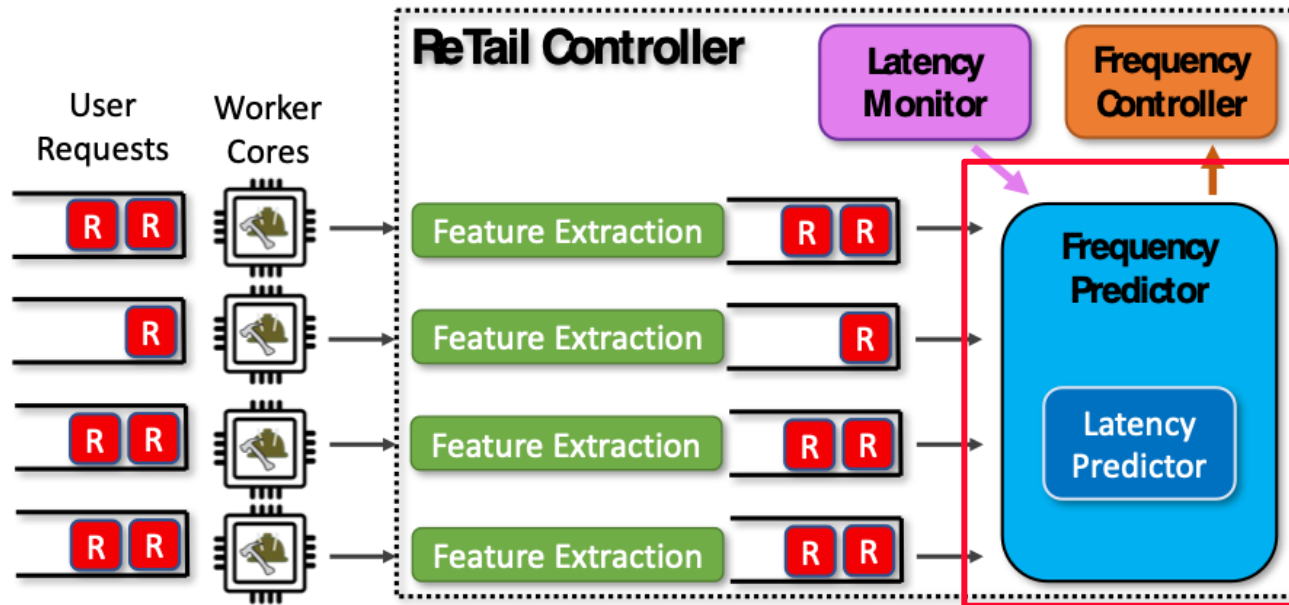 ReTail Controller
Latency
Monitor
Frequency
Controller
User
Requests
Worker
Cores
R R
Feature Extraction
R R
R
Feature Extraction
R
R R
Feature Extraction
R R
R R
Feature Extraction
R R
Frequency
Predictor
Latency
Predictor